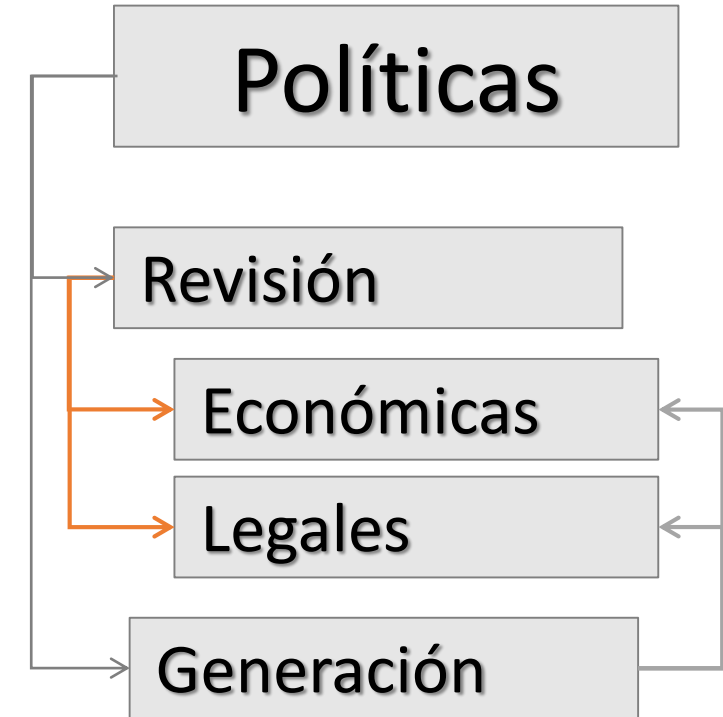 Políticas
Revisión
Económicas
Legales
Generación